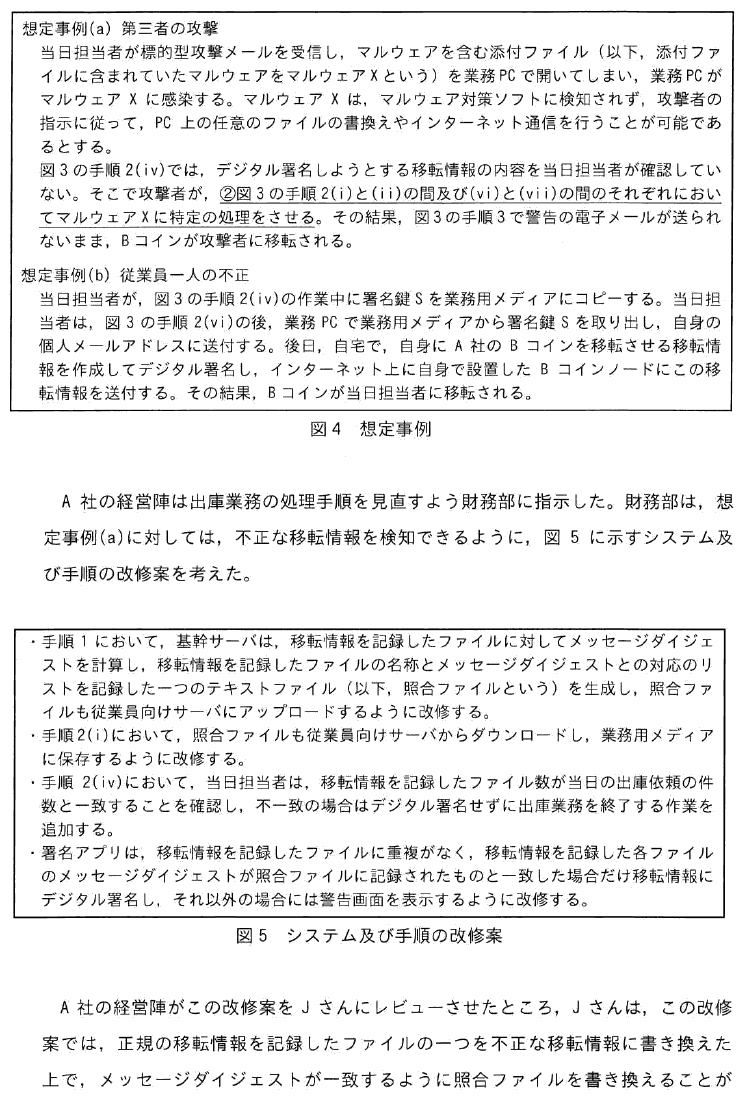 想定事例(a) 第三者の攻撃
当日担当者が標的型攻撃メールを受信し，マルウェアを含む添付ファイル（以下，添付ファ
イルに含まれていたマルウェアをマルウェアXという）を業務PCで開いてしまい，業務PCが
マルウェア X に感染する。マルウェア X は，マルウェア対策ソフトに検知されず，攻撃者の
指示に従って，PC 上の任意のファイルの書換えやインターネット通信を行うことが可能であ
るとする。
図3の手順2(iv)では，デジタル署名しようとする移転情報の内容を当日担当者が確認してい
ない。そこで攻撃者が，②図3の手順2(i)と(ii)の間及び(vi)と(vii)の間のそれぞれにおい
てマルウェアXに特定の処理をさせる。その結果，図3の手順3で警告の電子メールが送られ
ないまま，Bコインが攻撃者に移転される。
想定事例(b) 従業員一人の不正
当日担当者が，図3の手順2(iv)の作業中に署名鍵Sを業務用メディアにコピーする。当日担
当者は，図3の手順2(vi)の後，業務PCで業務用メディアから署名鍵Sを取り出し，自身の
個人メールアドレスに送付する。後日，自宅で，自身にA社のBコインを移転させる移転情
報を作成してデジタル署名し，インターネット上に自身で設置した B コインノードにこの移
転情報を送付する。その結果，Bコインが当日担当者に移転される。
図4 想定事例
A 社の経営陣は出庫業務の処理手順を見直すよう財務部に指示した。財務部は，想
定事例(a)に対しては，不正な移転情報を検知できるように，図 5 に示すシステム及
び手順の改修案を考えた。
・手順1において，基幹サーバは，移転情報を記録したファイルに対してメッセージダイジェ
ストを計算し，移転情報を記録したファイルの名称とメッセージダイジェストとの対応のリ
ストを記録した一つのテキストファイル（以下，照合ファイルという）を生成し，照合ファ
イルも従業員向けサーバにアップロードするように改修する。
・手順2(i)において，照合ファイルも従業員向けサーバからダウンロードし，業務用メディア
に保存するように改修する。
・手順 2(iv)において，当日担当者は，移転情報を記録したファイル数が当日の出庫依頼の件
数と一致することを確認し，不一致の場合はデジタル署名せずに出庫業務を終了する作業を
追加する。
・署名アプリは，移転情報を記録したファイルに重複がなく，移転情報を記録した各ファイル
のメッセージダイジェストが照合ファイルに記録されたものと一致した場合だけ移転情報に
デジタル署名し，それ以外の場合には警告画面を表示するように改修する。
図5 システム及び手順の改修案
A 社の経営陣がこの改修案を J さんにレビューさせたところ，J さんは，この改修
案では，正規の移転情報を記録したファイルの一つを不正な移転情報に書き換えた
上で，メッセージダイジェストが一致するように照合ファイルを書き換えることが